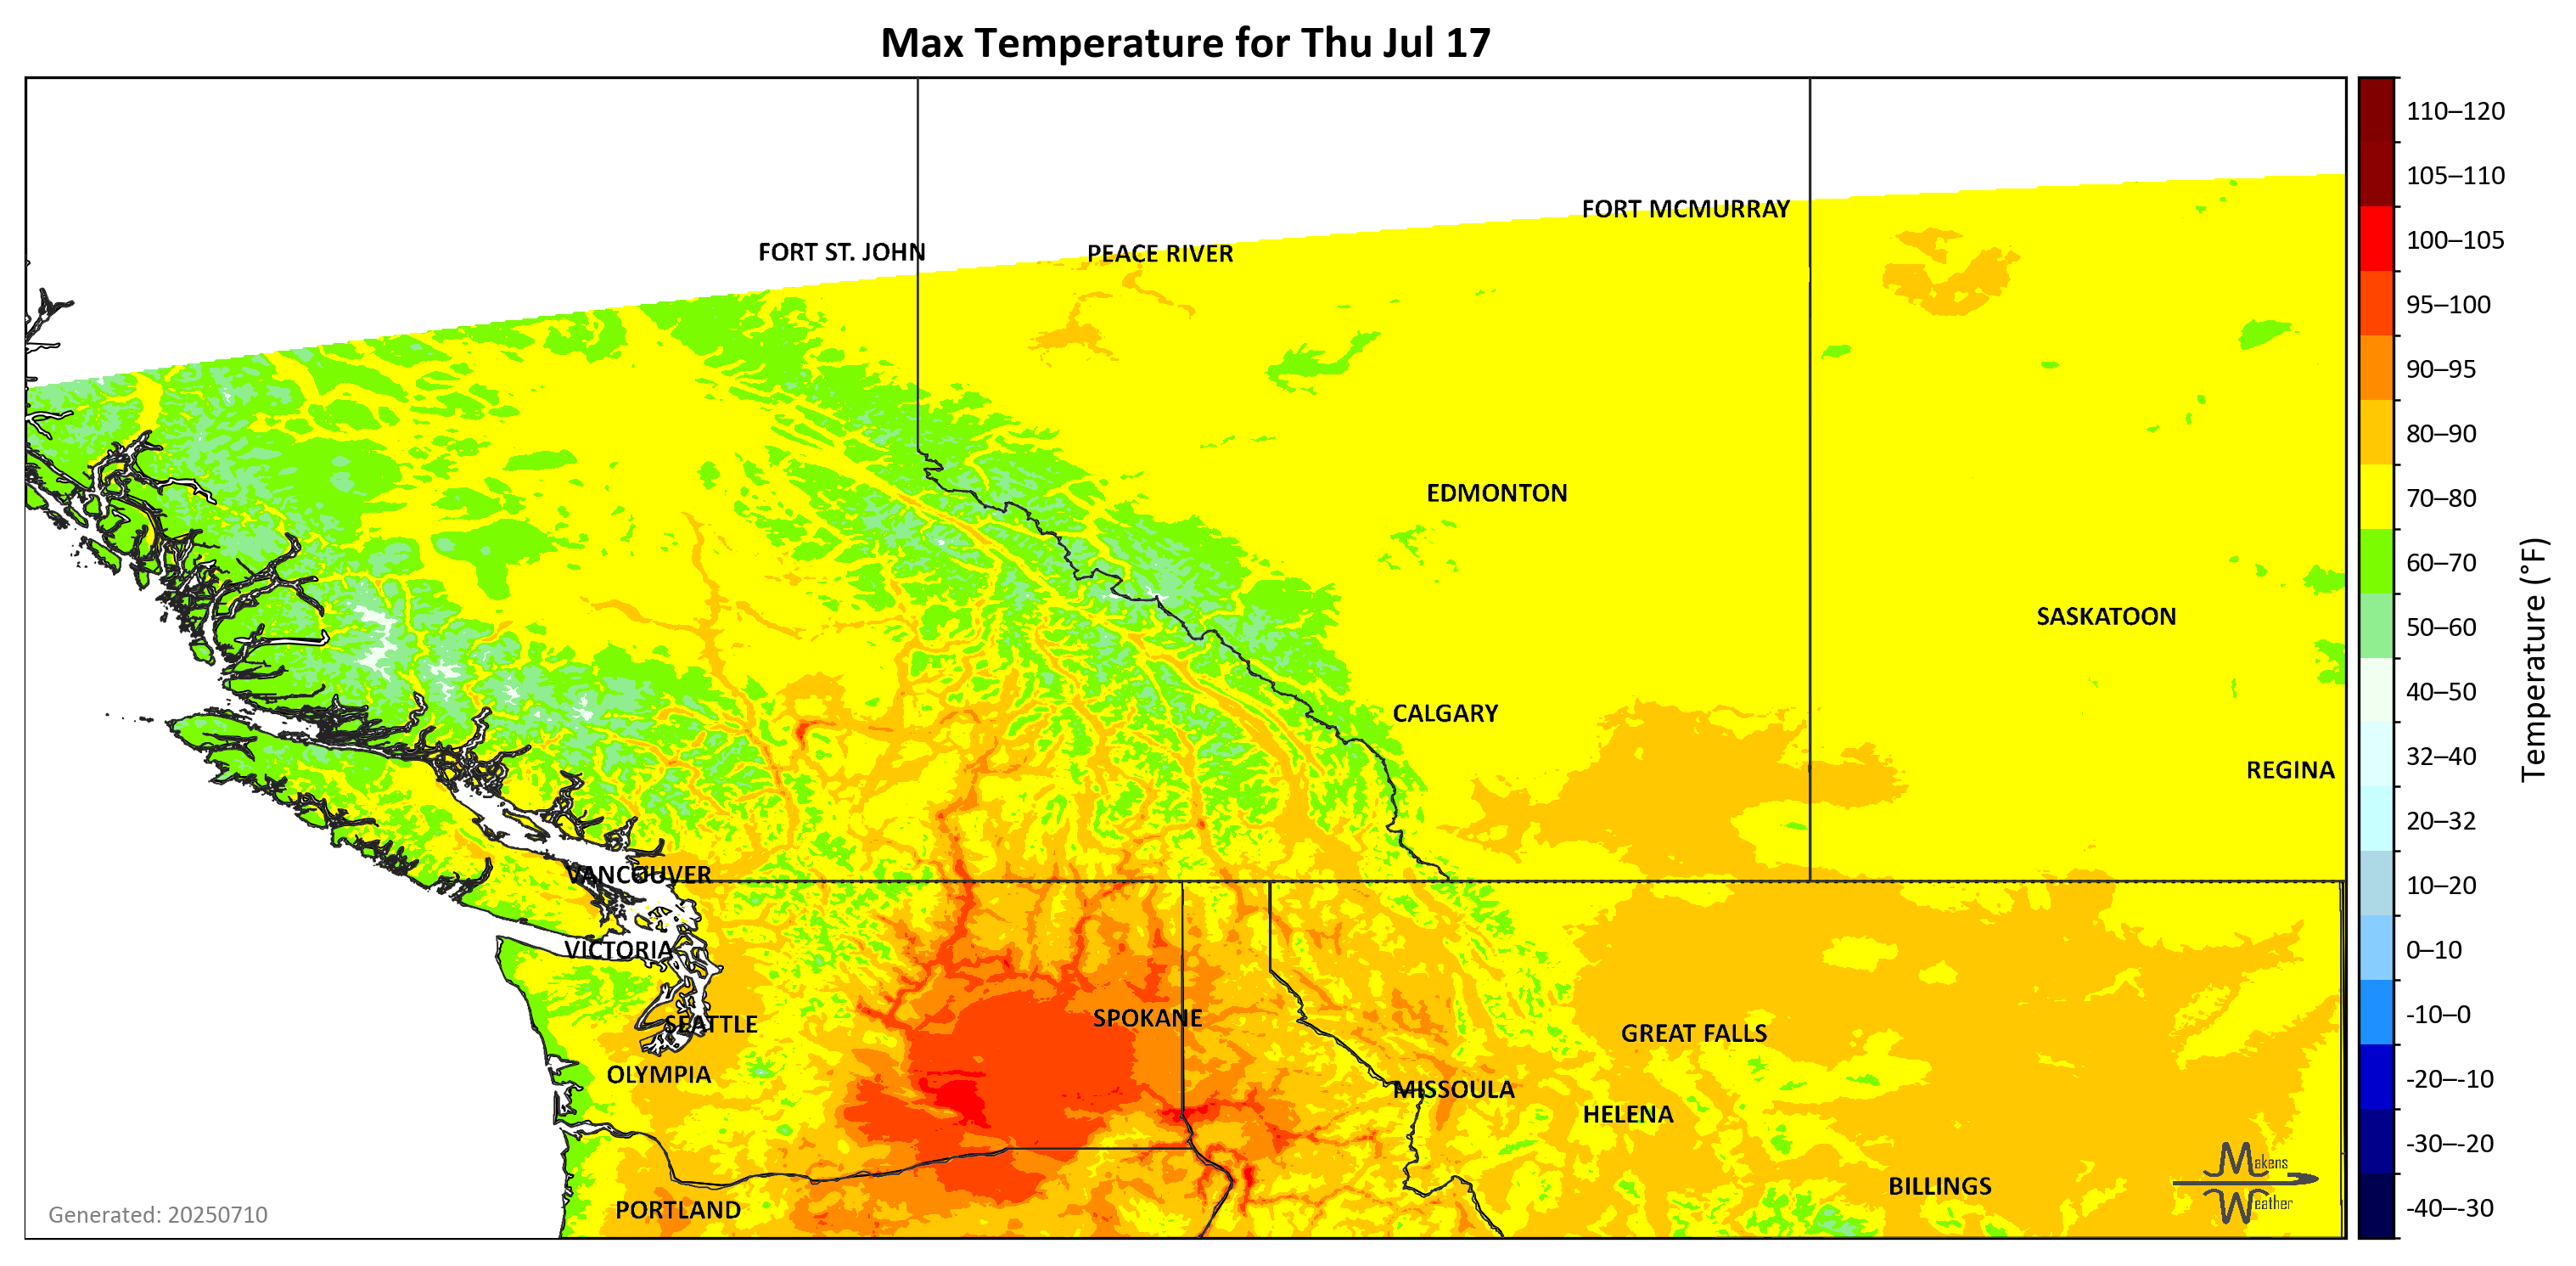 Max Temperature for Thu Jul 17
110–120
105–110
FORT MCMURRAY
100–105
FORT ST. JOHN
PEACE RIVER
95–100
90–95
80–90
EDMONTON
70–80
60–70
SASKATOON
50–60
40–50
CALGARY
32–40
REGINA
20–32
VANCOUVER
10–20
VICTORIA
0–10
SEATTLE
SPOKANE
GREAT FALLS
-10–0
OLYMPIA
MISSOULA
-20–-10
HELENA
-30–-20
Makens
Weather
BILLINGS
PORTLAND
-40–-30
Generated: 20250710
Temperature (°F)